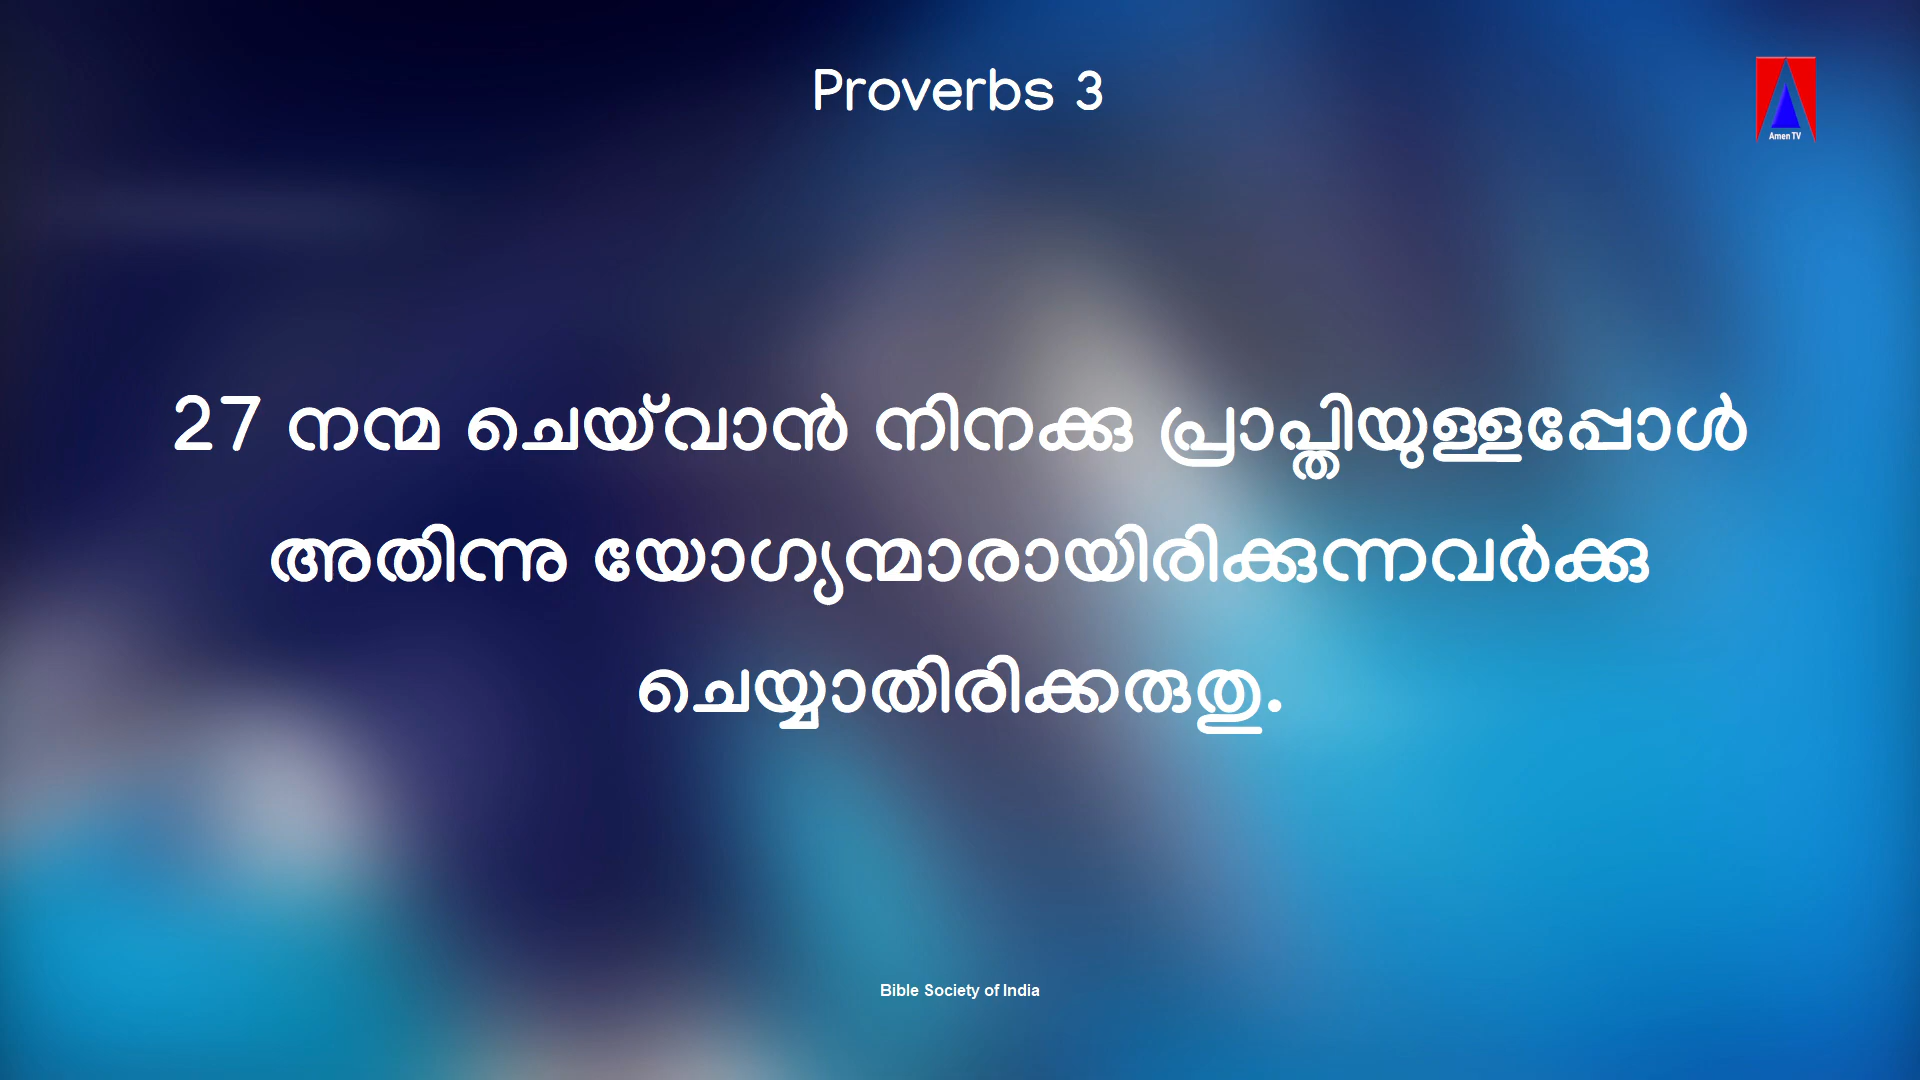 Proverbs 3
Amen TV
27 നന്മ ചെയ്‌വാൻ നിനക്കു പ്രാപ്തിയുള്ളപ്പോൾ
അതിന്നു യോഗ്യന്മാരായിരിക്കുന്നവർക്കു
ചെയ്യാതിരിക്കരുതു.
Bible Society of India